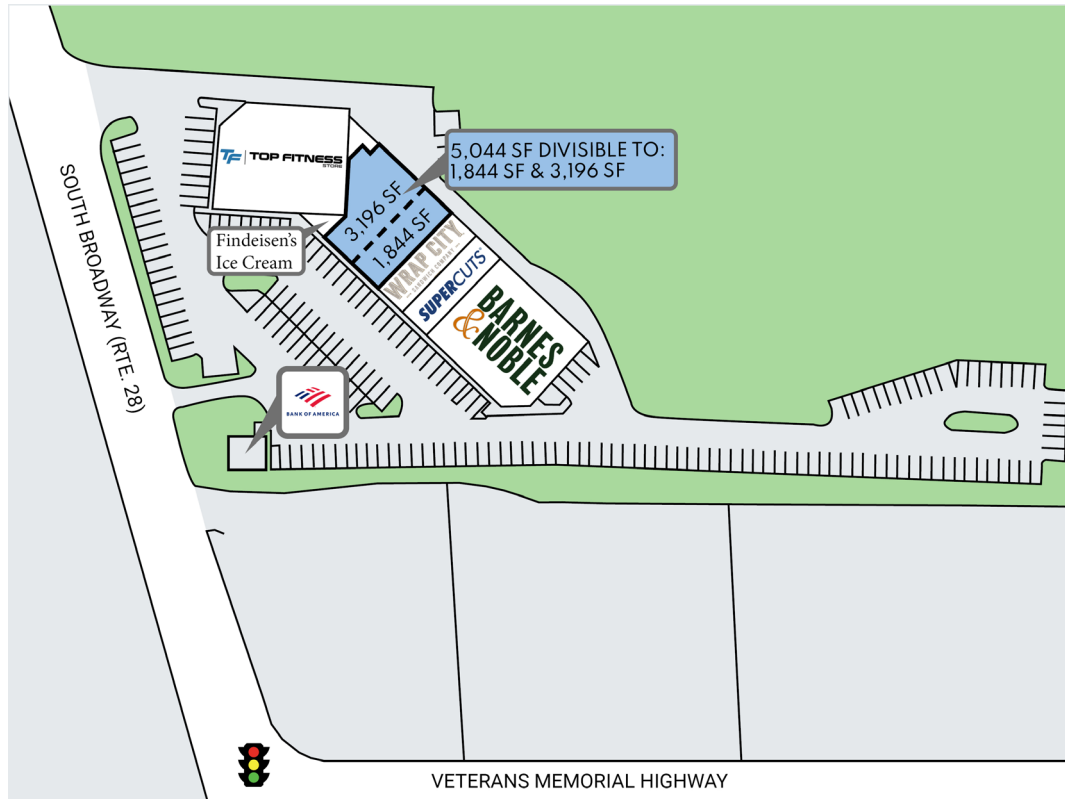 5,044 SF DIVISIBLE TO:
1,844 SF & 3,196 SF
TF TOP FITNESS
STORE
3,196 SF
1,844 SF
Findeisen's
Ice Cream
WRAP CITY
SANDWICH COMPANY
SUPERCUTS®
BARNES
& NOBLE
SOUTH BROADWAY (RTE. 28)
BANK OF AMERICA
VETERANS MEMORIAL HIGHWAY